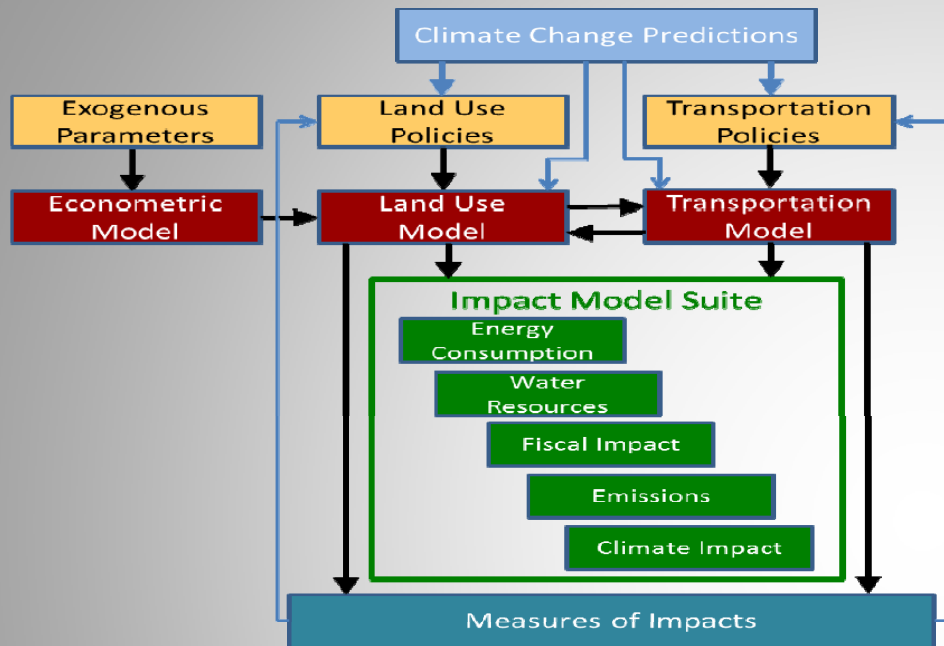 Climate Change Predictions
Exogenous
Parameters
Land Use
Policies
Transportation
Policies
Econometric
Model
Land Use
Model
Transportation
Model
Impact Model Suite
Energy
Consumption
Water
Resources
Fiscal Impact
Emissions
Climate Impact
Measures of Impacts